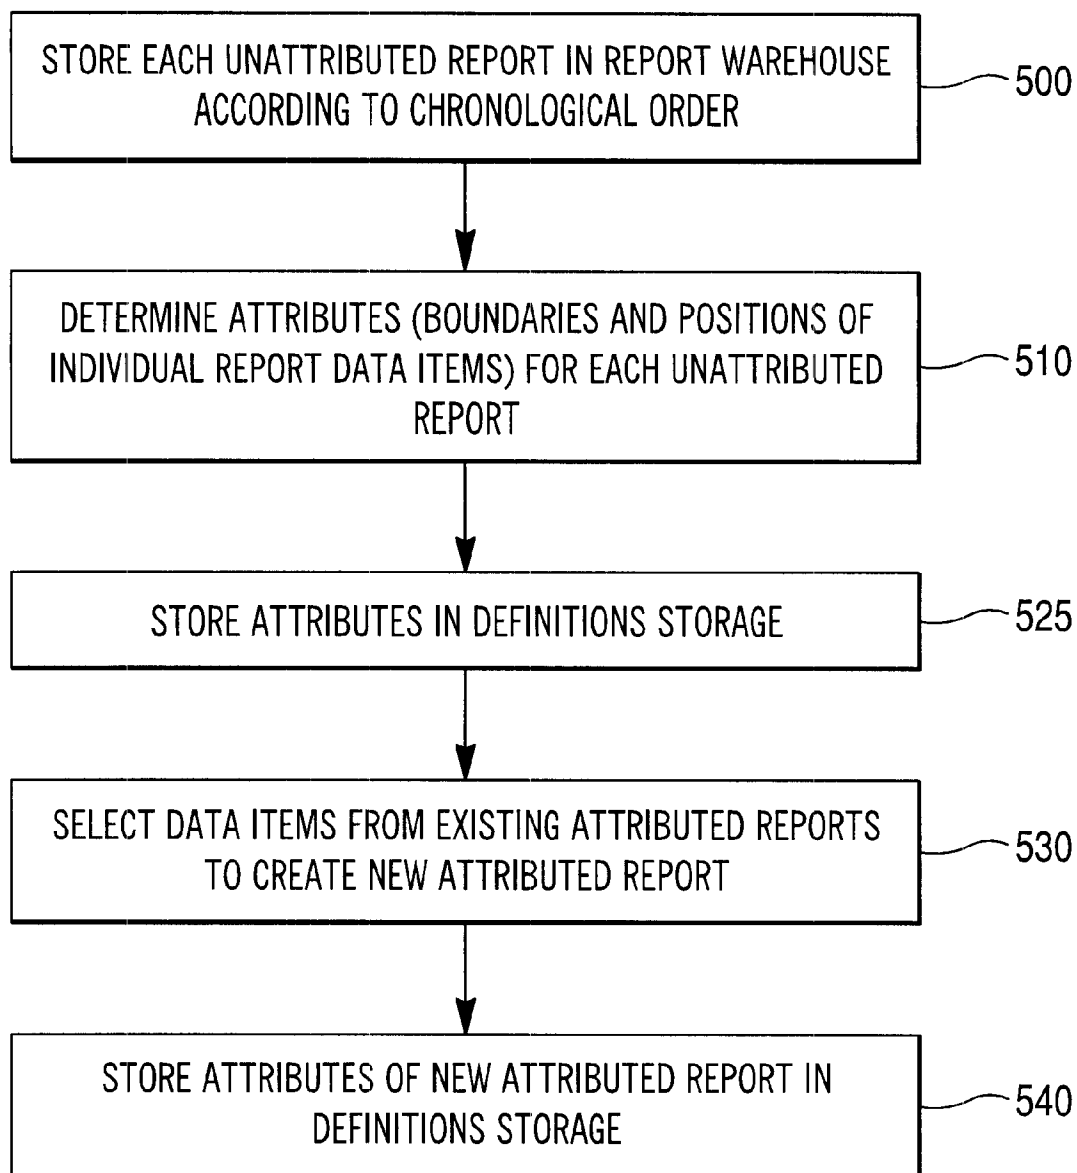 STORE EACH UNATTRIBUTED REPORT IN REPORT WAREHOUSE
ACCORDING TO CHRONOLOGICAL ORDER
500
DETERMINE ATTRIBUTES (BOUNDARIES AND POSITIONS OF
INDIVIDUAL REPORT DATA ITEMS) FOR EACH UNATTRIBUTED
REPORT
510
STORE ATTRIBUTES IN DEFINITIONS STORAGE
525
SELECT DATA ITEMS FROM EXISTING ATTRIBUTED REPORTS
TO CREATE NEW ATTRIBUTED REPORT
530
STORE ATTRIBUTES OF NEW ATTRIBUTED REPORT IN
DEFINITIONS STORAGE
540